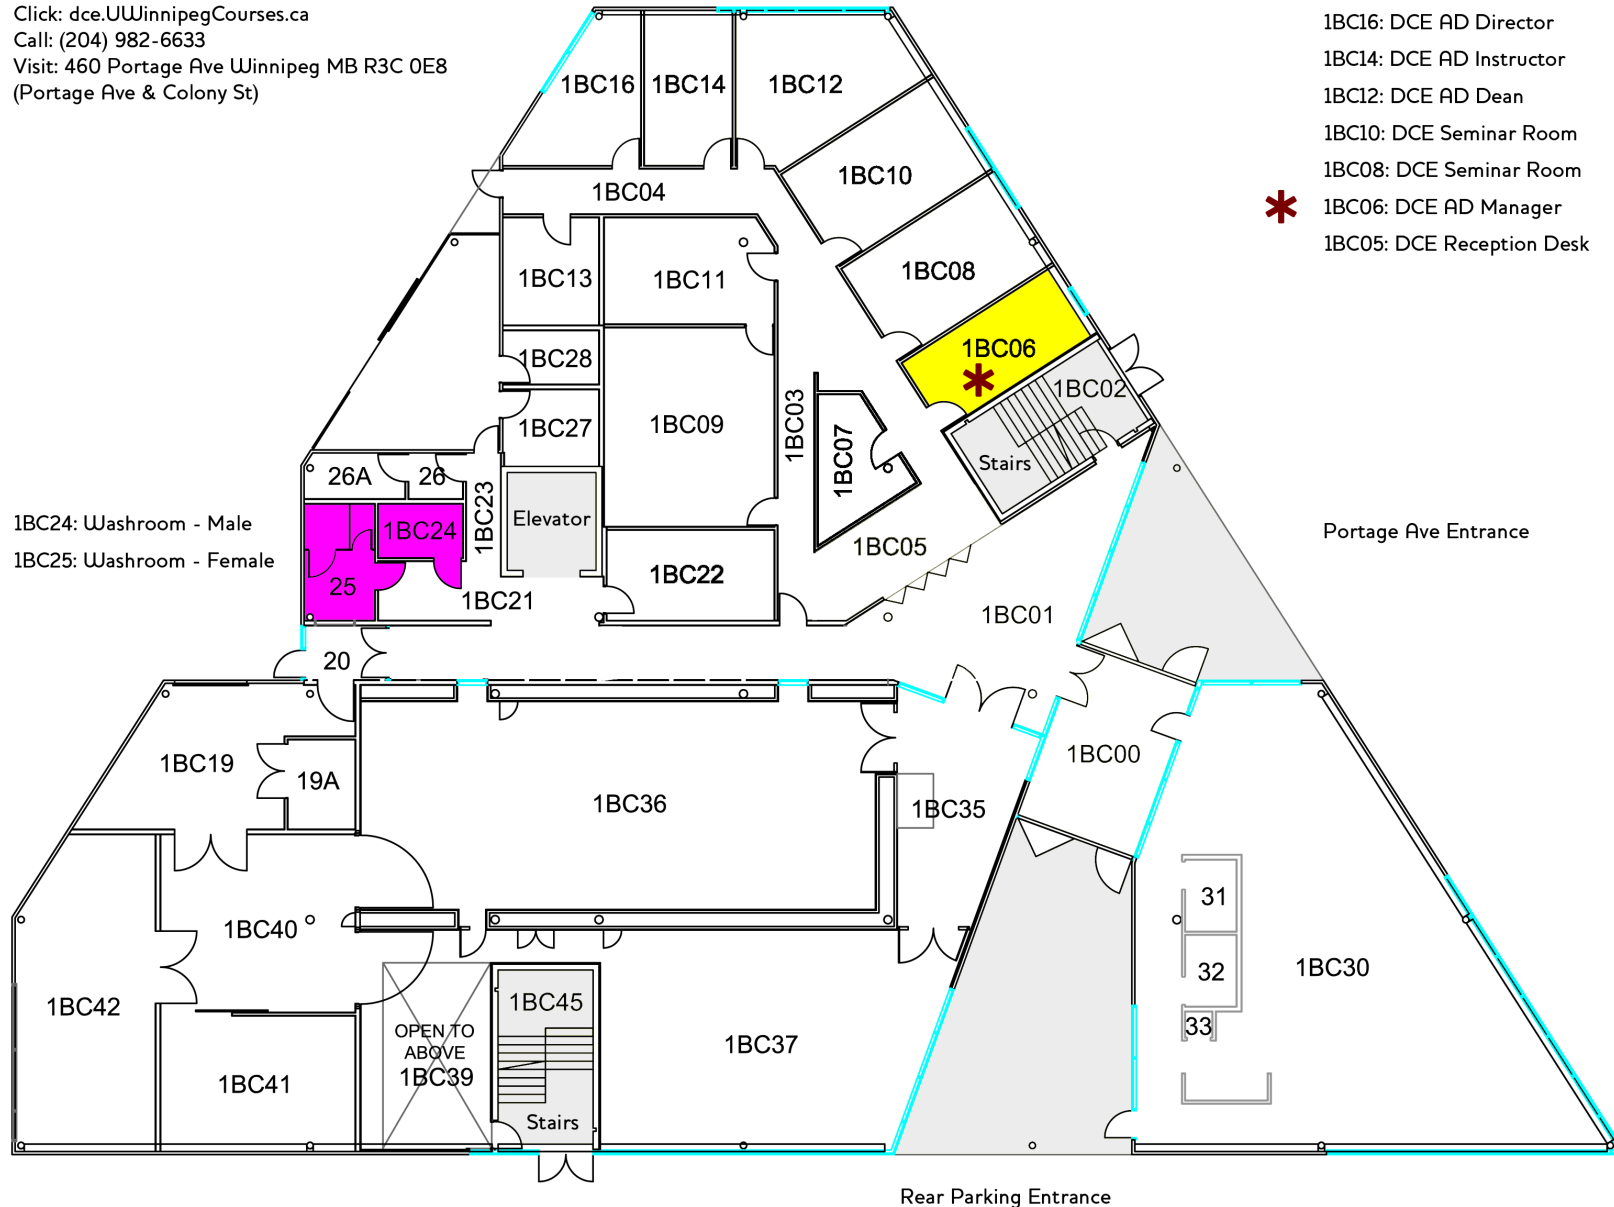 Click: dce.UWinnipegCourses.ca
Call: (204) 982-6633
Visit: 460 Portage Ave Winnipeg MB R3C 0E8
(Portage Ave & Colony St)
1BC16: DCE AD Director
1BC14: DCE AD Instructor
1BC12: DCE AD Dean
1BC10: DCE Seminar Room
1BC08: DCE Seminar Room
* 1BC06: DCE AD Manager
1BC05: DCE Reception Desk
1BC16
1BC14
1BC12
1BC10
1BC04
1BC08
1BC13
1BC11
1BC06
*
1BC28
1BC02
1BC27
1BC09
1BC03
1BC07
Stairs
26A
26
1BC23
Elevator
1BC24: Washroom - Male
1BC25: Washroom - Female
1BC24
25
1BC05
1BC22
1BC21
1BC01
Portage Ave Entrance
20
1BC19
19A
1BC36
1BC35
1BC00
1BC40
31
32
33
1BC30
1BC42
1BC45
OPEN TO
ABOVE
1BC39
1BC37
1BC41
Stairs
Rear Parking Entrance